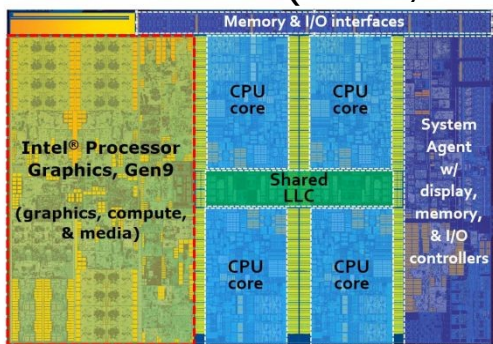 Memory & I/O interfaces
Intel® Processor
Graphics, Gen9
(graphics, compute,
& media)
CPU
core
CPU
core
Shared
LLC
CPU
core
CPU
core
System
Agent
w/
display,
memory,
& I/O
controllers